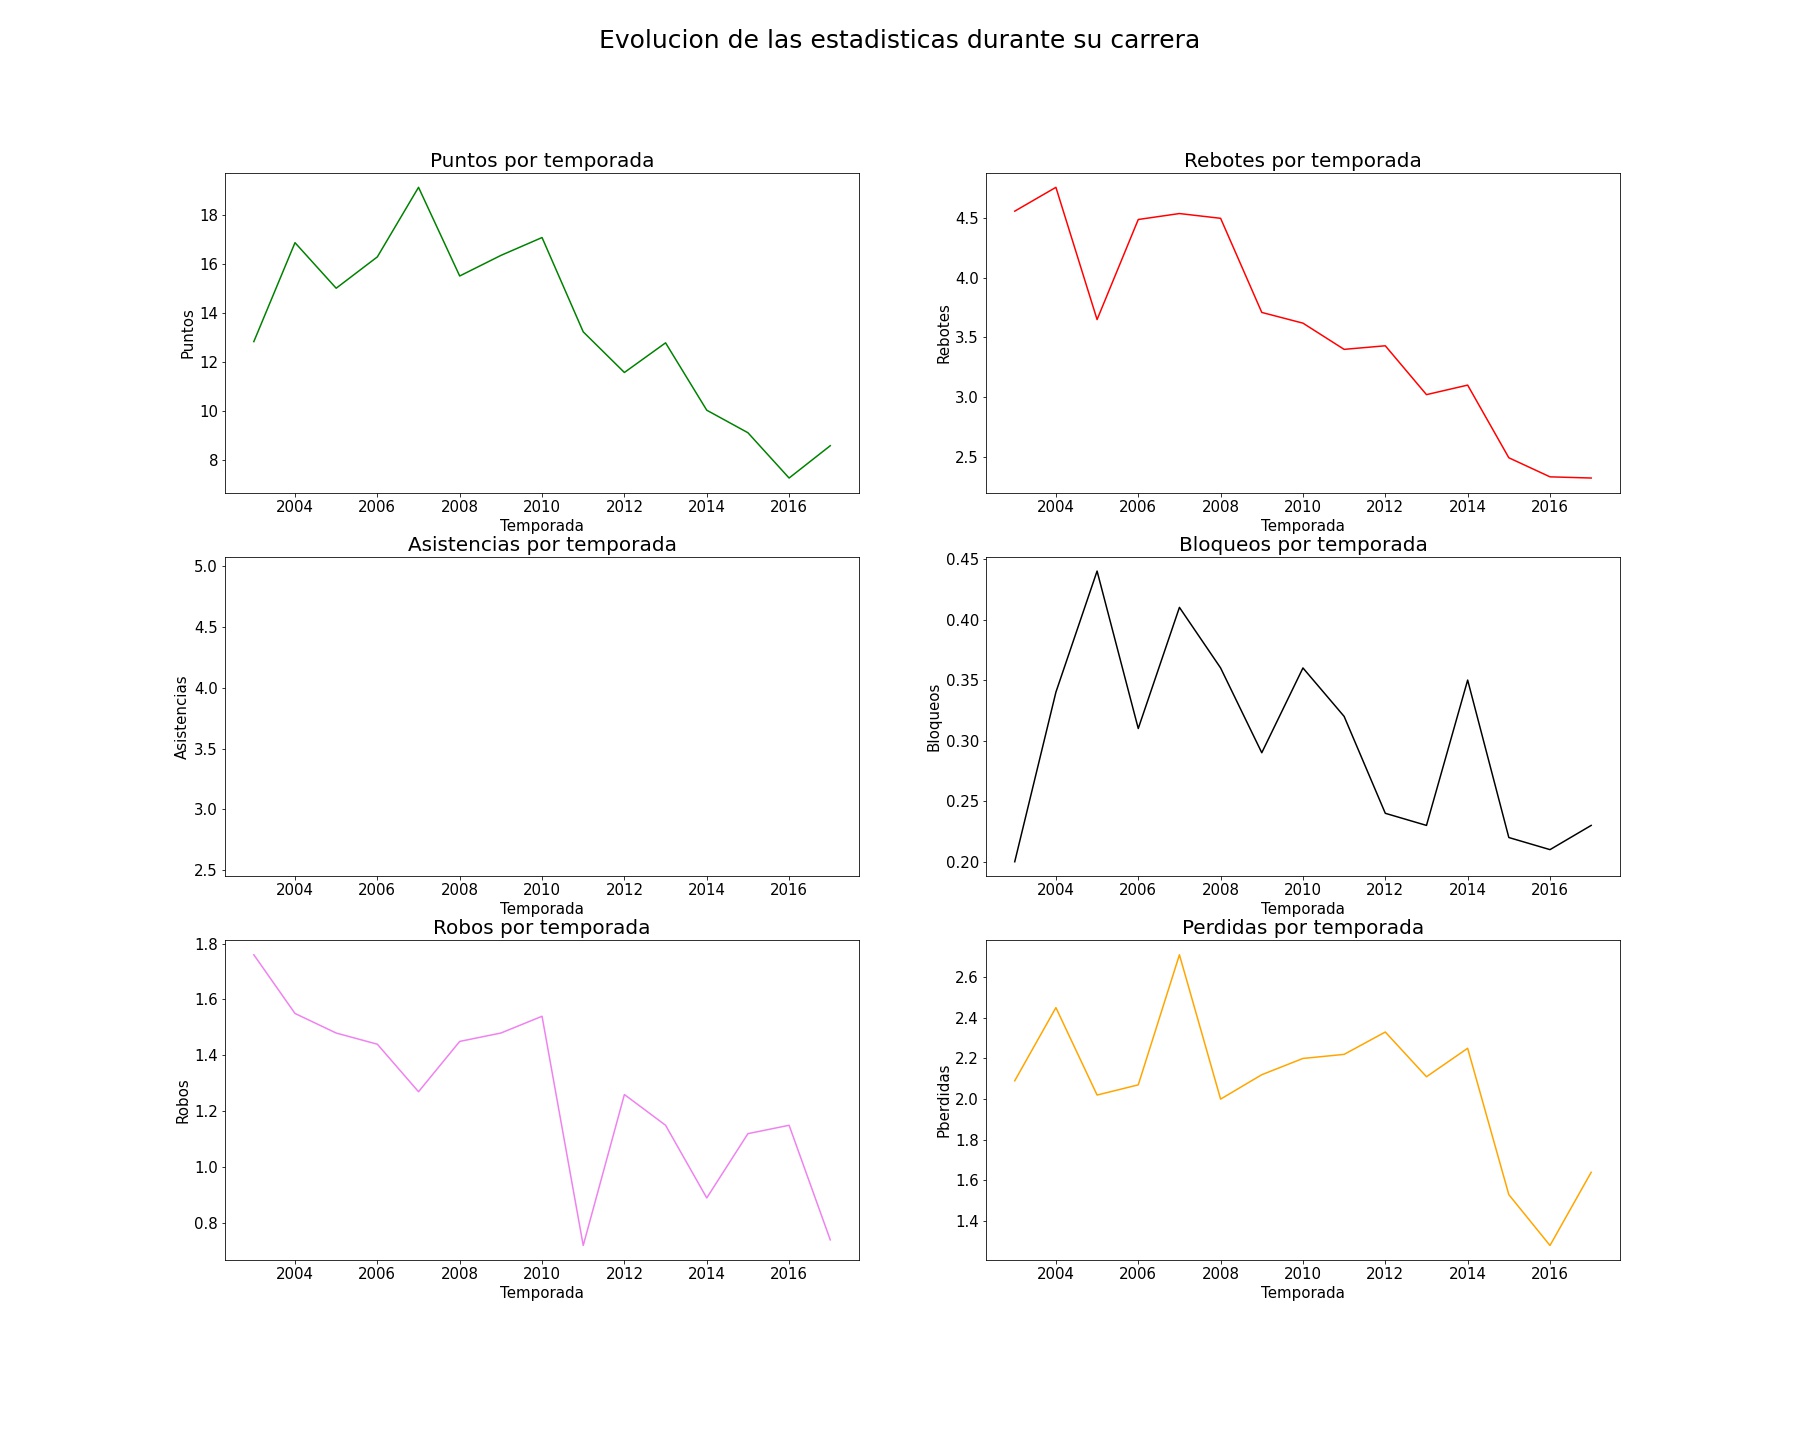 Evolucion de las estadisticas durante su carrera
Puntos por temporada
Puntos
18
16
14
12
10
8
2004 2006 2008 2010 2012 2014 2016
Temporada
Rebotes por temporada
Rebotes
4.5
4.0
3.5
3.0
2.5
2004 2006 2008 2010 2012 2014 2016
Temporada
Asistencias por temporada
Asistencias
5.0
4.5
4.0
3.5
3.0
2.5
2004 2006 2008 2010 2012 2014 2016
Temporada
Bloqueos por temporada
Bloqueos
0.45
0.40
0.35
0.30
0.25
0.20
2004 2006 2008 2010 2012 2014 2016
Temporada
Robos por temporada
Robos
1.8
1.6
1.4
1.2
1.0
0.8
2004 2006 2008 2010 2012 2014 2016
Temporada
Perdidas por temporada
Pberdidas
2.6
2.4
2.2
2.0
1.8
1.6
1.4
2004 2006 2008 2010 2012 2014 2016
Temporada